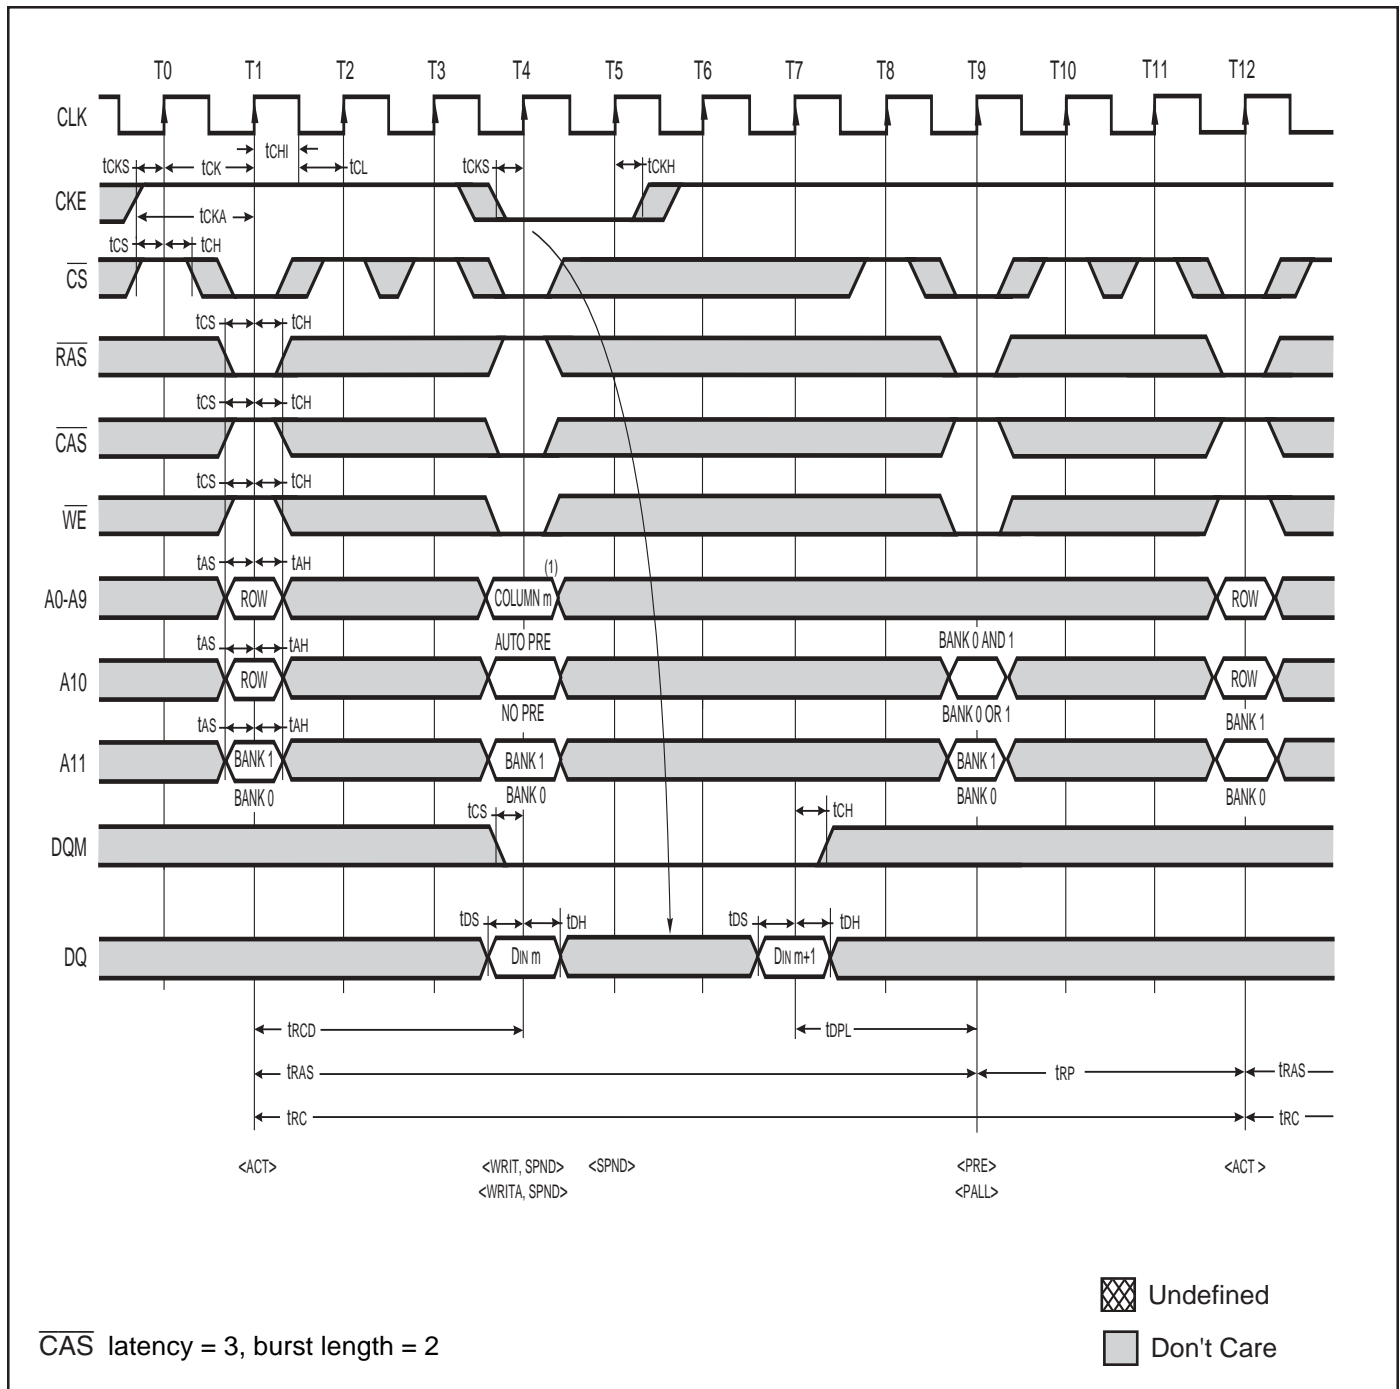 T0 T1 T2 T3 T4 T5 T6 T7 T8 T9 T10 T11 T12
CLK
tCHI
tCKS tCK tCL tCKS tCKH
CKE
tCKA
tCS tCH
CS
tCS tCH
RAS
tCS tCH
CAS
tCS tCH
WE
tAS tAH (1)
A0-A9 ROW COLUMN m ROW
tAS tAH AUTO PRE BANK 0 AND 1
A10 ROW ROW
NO PRE BANK 0 OR 1 BANK 1
tAS tAH
A11 BANK 1 BANK 1 BANK 1
BANK 0 BANK 0 BANK 0 BANK 0
tCS tCH
DQM
tDS tDH tDS tDH
DQ DIN m DIN m+1
tRCD tDPL
tRAS tRP tRAS
tRC tRC
<ACT> <WRIT, SPND> <SPND> <PRE> <ACT >
<WRITA, SPND> <PALL>
Undefined
CAS latency = 3, burst length = 2
Don't Care